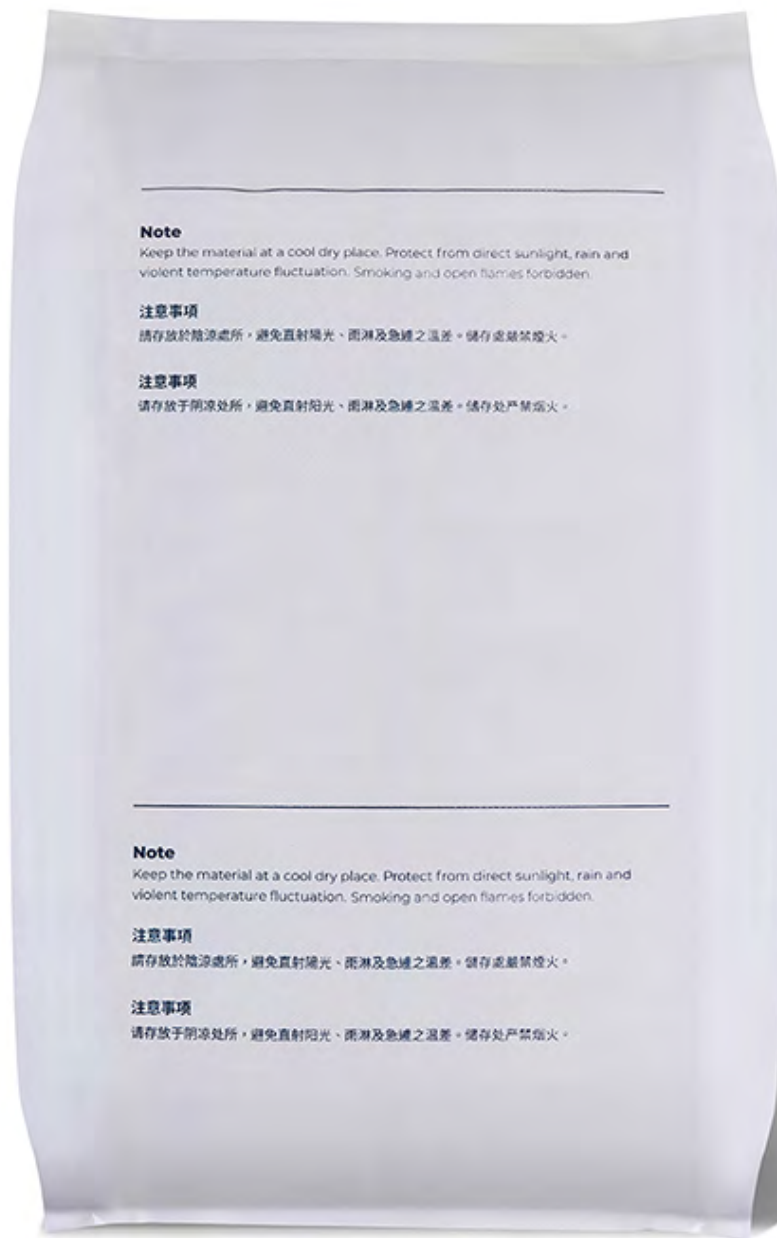 Note
Keep the material at a cool dry place. Protect from direct sunlight, rain and
violent temperature fluctuation. Smoking and open flames forbidden.
注意事項
請存放於陰涼處所，避免直射陽光、雨淋及急遽之溫差。儲存處嚴禁煙火。
注意事项
请存放于阴凉处所，避免直射阳光、雨淋及急遽之温差。储存处严禁烟火。
Note
Keep the material at a cool dry place. Protect from direct sunlight, rain and
violent temperature fluctuation. Smoking and open flames forbidden.
注意事項
請存放於陰涼處所，避免直射陽光、雨淋及急遽之溫差。儲存處嚴禁煙火。
注意事项
请存放于阴凉处所，避免直射阳光、雨淋及急遽之温差。储存处严禁烟火。